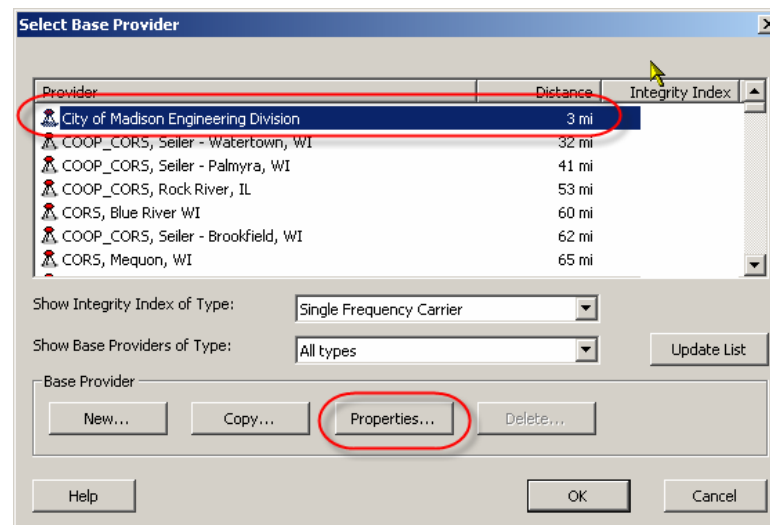 Select Base Provider
Provider Distance Integrity Index
City of Madison Engineering Division 3 mi
COOP_CORS, Seiler - Watertown, WI 32 mi
COOP_CORS, Seiler - Palmyra, WI 41 mi
COOP_CORS, Rock River, IL 53 mi
CORS, Blue River WI 60 mi
COOP_CORS, Seiler - Brookfield, WI 62 mi
CORS, Mequon, WI 65 mi
Show Integrity Index of Type: Single Frequency Carrier
Show Base Providers of Type: All types Update List
Base Provider
New... Copy... Properties... Delete...
Help OK Cancel